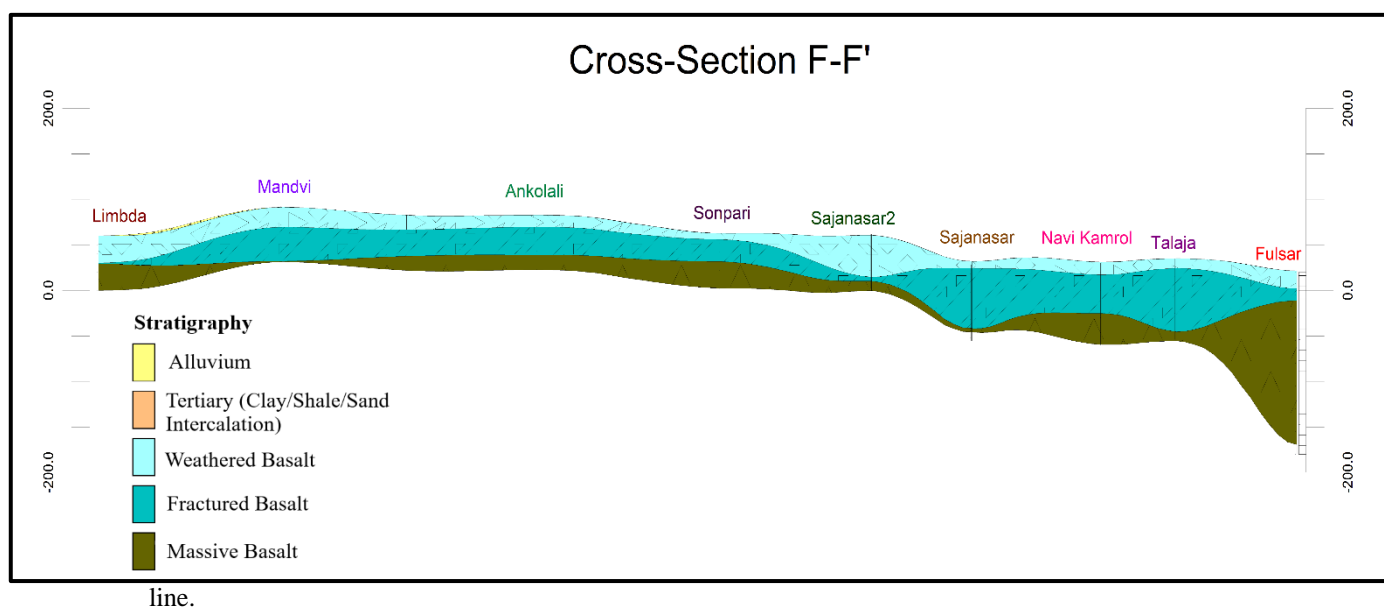 Cross-Section F-F'
200.0
200.0
Mandvi
Ankolali
Limbda
Sonpari
Sajanasar2
Sajanasar
Navi Kamrol
Talaja
Fulsar
0.0
0.0
Stratigraphy
Alluvium
Tertiary (Clay/Shale/Sand
Intercalation)
Weathered Basalt
Fractured Basalt
Massive Basalt
-200.0
-200.0
line.